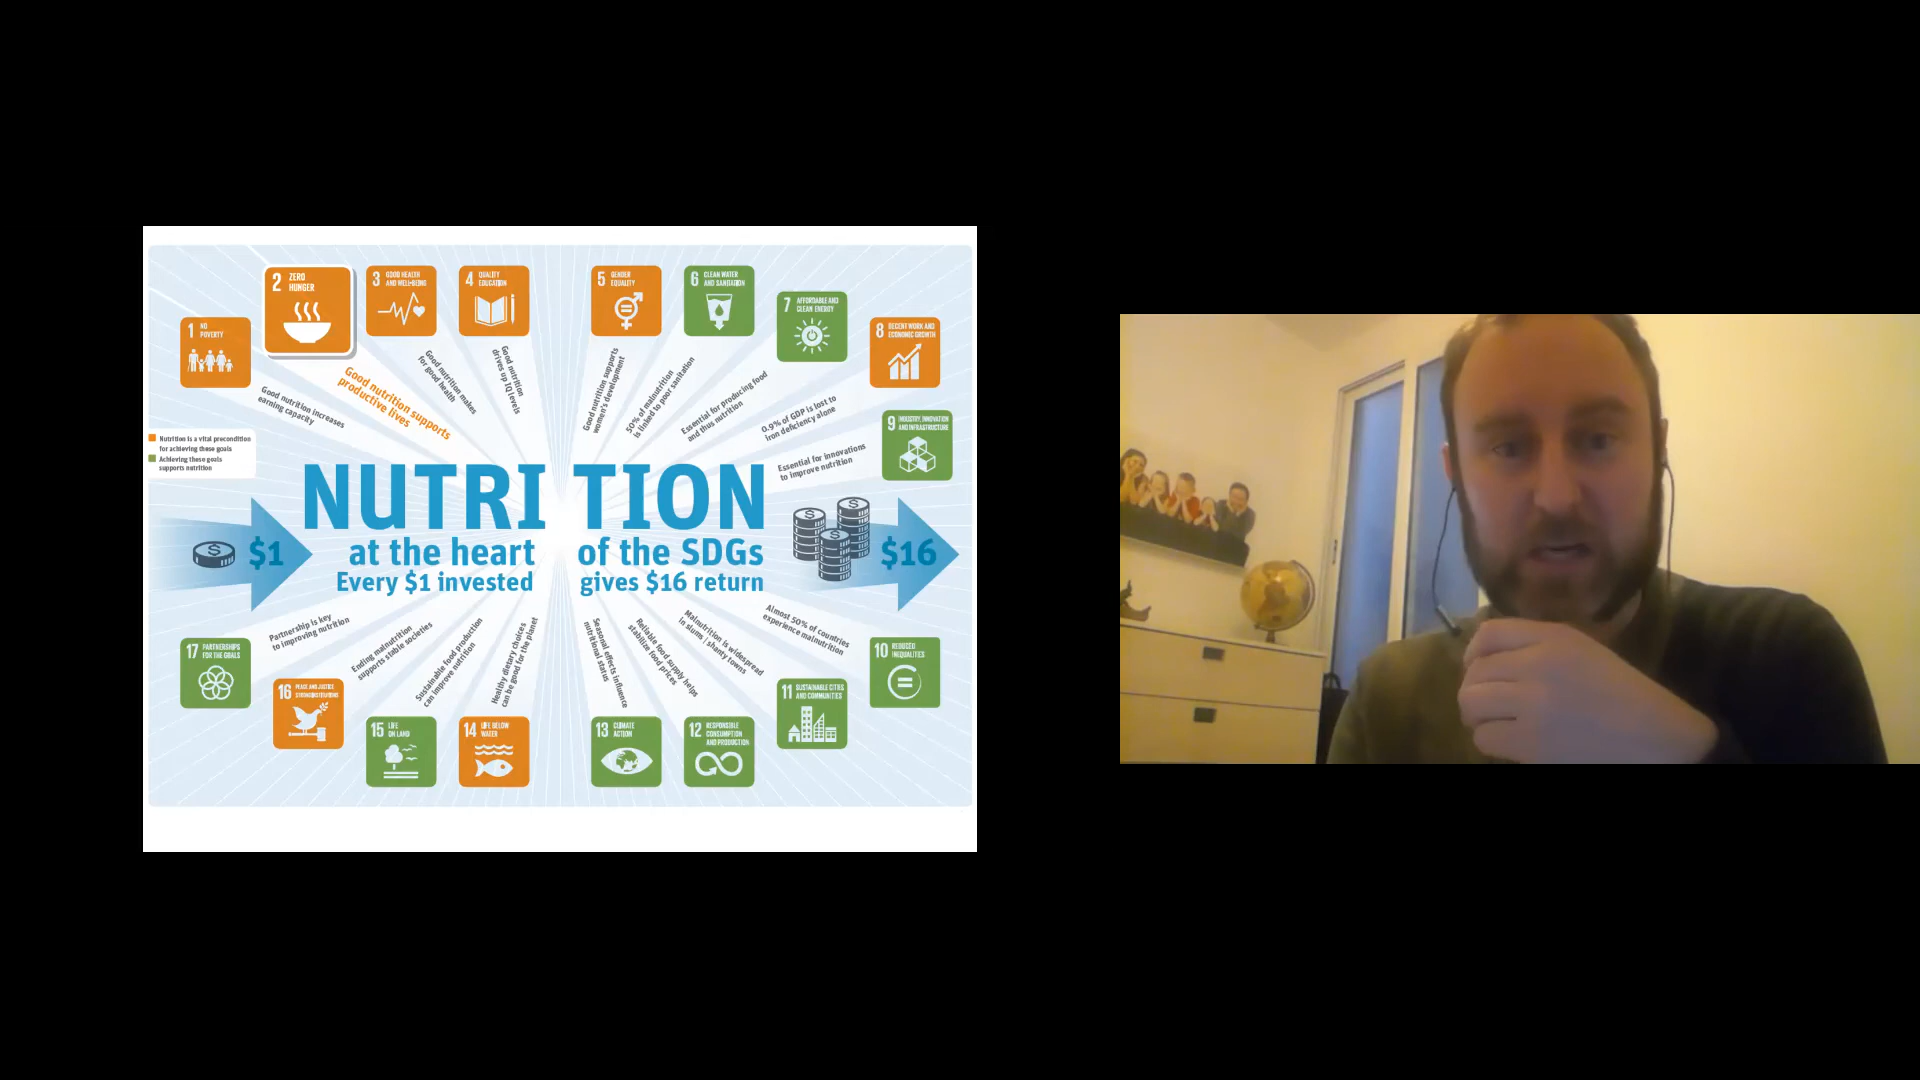 2 ZERO
HUNGER
3 GOOD HEALTH
AND WELL-BEING
4 QUALITY
EDUCATION
5 GENDER
EQUALITY
6 CLEAN WATER
AND SANITATION
7 AFFORDABLE AND
CLEAN ENERGY
1 NO
POVERTY
8 DECENT WORK AND
ECONOMIC GROWTH
9 INDUSTRY, INNOVATION
AND INFRASTRUCTURE
Good nutrition increases
earning capacity
Good nutrition supports
productive lives
Good nutrition makes
for good health
Good nutrition
drives up IQ levels
Good nutrition supports
women's development
50% of malnutrition
is linked to poor sanitation
Essential for producing food
and thus nutrition
0.9% of GDP is lost to
iron deficiency alone
Essential for innovations
to improve nutrition
Nutrition is a vital precondition
for achieving these goals
Achieving these goals
supports nutrition
NUTRITION
at the heart of the SDGs
Every $1 invested gives $16 return
$1
$16
Partnership is key
to improving nutrition
Ending malnutrition
supports stable societies
Sustainable food production
can improve nutrition
Healthy dietary choices
can be good for the planet
Seasonal effects influence
nutritional status
Reliable food supply helps
stabilize food prices
Malnutrition is widespread
in slums / shanty towns
Almost 50% of countries
experience malnutrition
17 PARTNERSHIPS
FOR THE GOALS
16 PEACE AND JUSTICE
STRONG INSTITUTIONS
15 LIFE
ON LAND
14 LIFE BELOW
WATER
13 CLIMATE
ACTION
12 RESPONSIBLE
CONSUMPTION
AND PRODUCTION
11 SUSTAINABLE CITIES
AND COMMUNITIES
10 REDUCED
INEQUALITIES